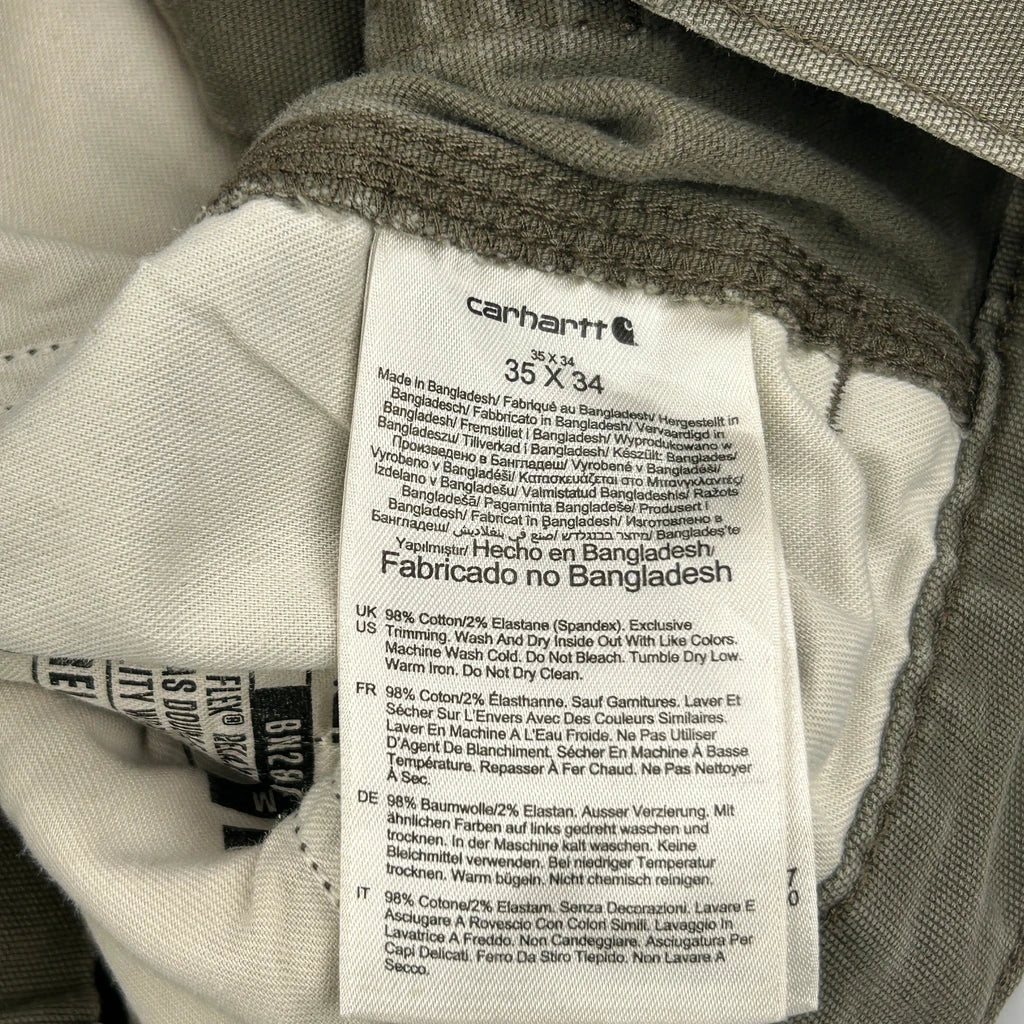 carhartt
35 X 34
35 X 34
Made in Bangladesh/ Fabriqué au Bangladesh/ Hergestellt in
Bangladesch/ Fabbricato in Bangladesh/ Vervaardigd in
Bangladesh/ Fremstillet i Bangladesh/ Wyprodukowano w
Bangladeszu/ Tillverkad i Bangladesh/ Készült: Banglades/
Произведено в Бангладеш/ Vyrobené v Bangladéši/
Vyrobeno v Bangladéši/ Κατασκευάζεται στο Μπανγκλαντές/
Izdelano v Bangladešu/ Valmistatud Bangladeshis/ Ražots
Bangladešā/ Pagaminta Bangladeše/ Produsert i
Bangladesh/ Fabricat în Bangladesh/ Изготовлено в
Бангладеш/ صنع في بنغلاديش/ מיוצר בבנגלדש/ Bangladeş'te
Yapılmıştır/ Hecho en Bangladesh/
Fabricado no Bangladesh
UK 98% Cotton/2% Elastane (Spandex). Exclusive
US Trimming. Wash And Dry Inside Out With Like Colors.
Machine Wash Cold. Do Not Bleach. Tumble Dry Low.
Warm Iron. Do Not Dry Clean.
FR 98% Coton/2% Élasthanne. Sauf Garnitures. Laver Et
Sécher Sur L'Envers Avec Des Couleurs Similaires.
Laver En Machine A L'Eau Froide. Ne Pas Utiliser
D'Agent De Blanchiment. Sécher En Machine À Basse
Température. Repasser À Fer Chaud. Ne Pas Nettoyer
À Sec.
DE 98% Baumwolle/2% Elastan. Ausser Verzierung. Mit
ähnlichen Farben auf links gedreht waschen und
trocknen. In der Maschine kalt waschen. Keine
Bleichmittel verwenden. Bei niedriger Temperatur
trocknen. Warm bügeln. Nicht chemisch reinigen.
IT 98% Cotone/2% Elastam. Senza Decorazioni. Lavare E
Asciugare A Rovescio Con Colori Simili. Lavaggio In
Lavatrice A Freddo. Non Candeggiare. Asciugatura Per
Capi Delicati. Ferro Da Stiro Tiepido. Non Lavare A
Secco.
FLEX®